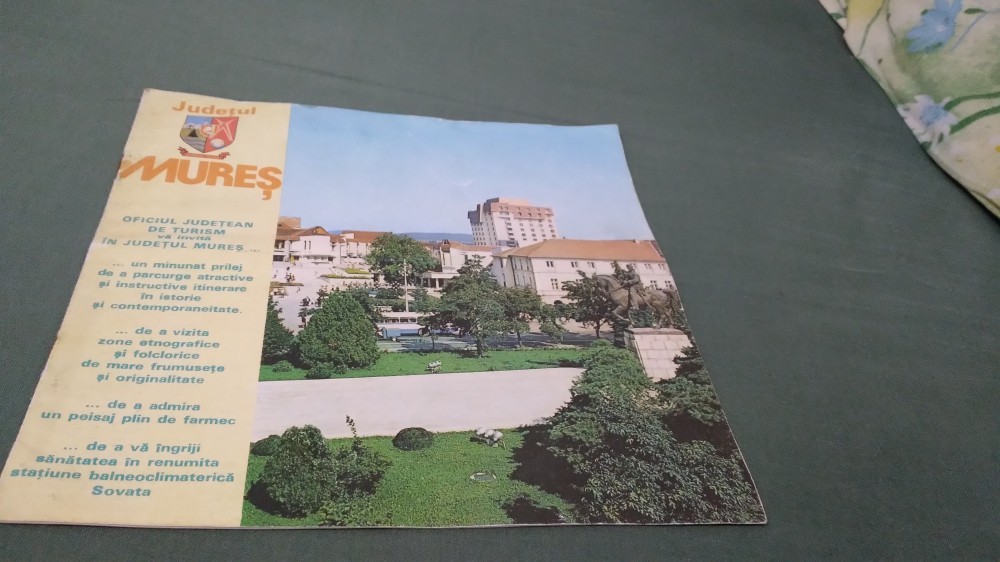 Județul
MUREȘ
OFICIUL JUDEȚEAN
DE TURISM
vă invită
ÎN JUDEȚUL MUREȘ ...
... un minunat prilej
de a parcurge atractive
și instructive itinerare
în istorie
și contemporaneitate.
... de a vizita
zone etnografice
și folclorice
de mare frumusețe
și originalitate
... de a admira
un peisaj plin de farmec
... de a vă îngriji
sănătatea în renumita
stațiune balneoclimaterică
Sovata